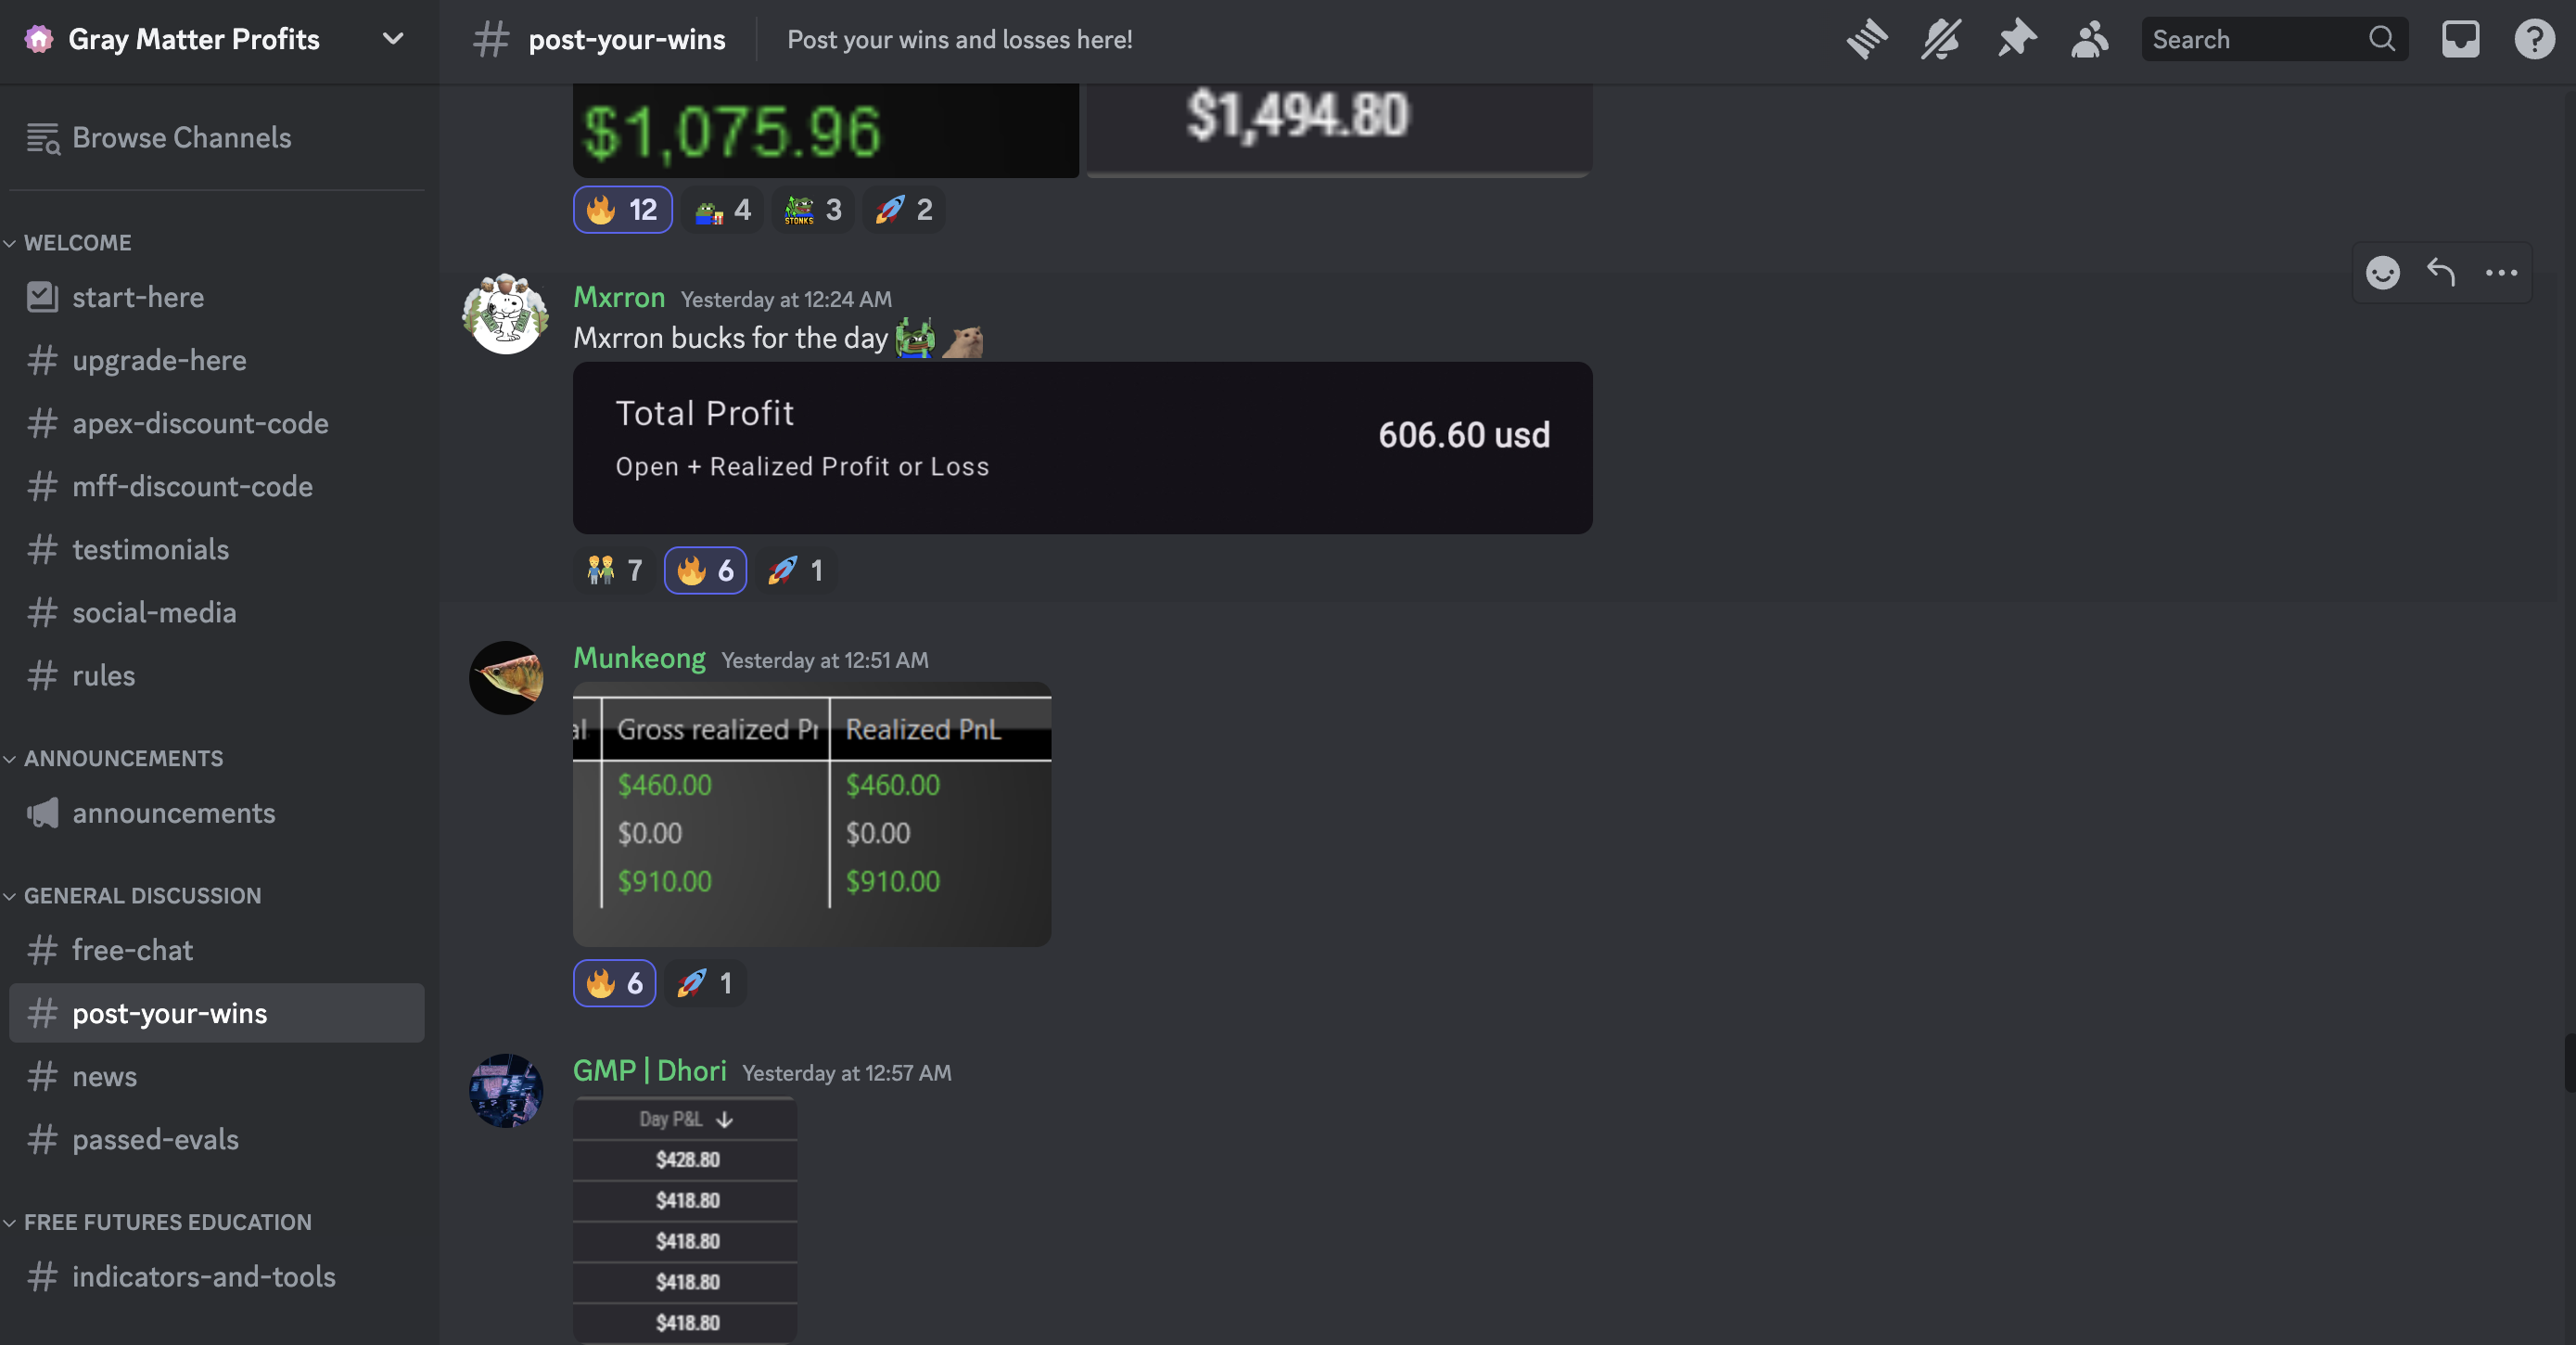 Gray Matter Profits
Browse Channels
WELCOME
start-here
upgrade-here
apex-discount-code
mff-discount-code
testimonials
social-media
rules
ANNOUNCEMENTS
announcements
GENERAL DISCUSSION
free-chat
post-your-wins
news
passed-evals
FREE FUTURES EDUCATION
indicators-and-tools
post-your-wins Post your wins and losses here!
Search
$1,075.96 $1,494.80
12 4 STONKS 3 2
Mxrron Yesterday at 12:24 AM
Mxrron bucks for the day
Total Profit
606.60 usd
Open + Realized Profit or Loss
7 6 1
Munkeong Yesterday at 12:51 AM
al Gross realized Pr Realized PnL
$460.00 $460.00
$0.00 $0.00
$910.00 $910.00
6 1
GMP | Dhori Yesterday at 12:57 AM
Day P&L
$428.80
$418.80
$418.80
$418.80
$418.80